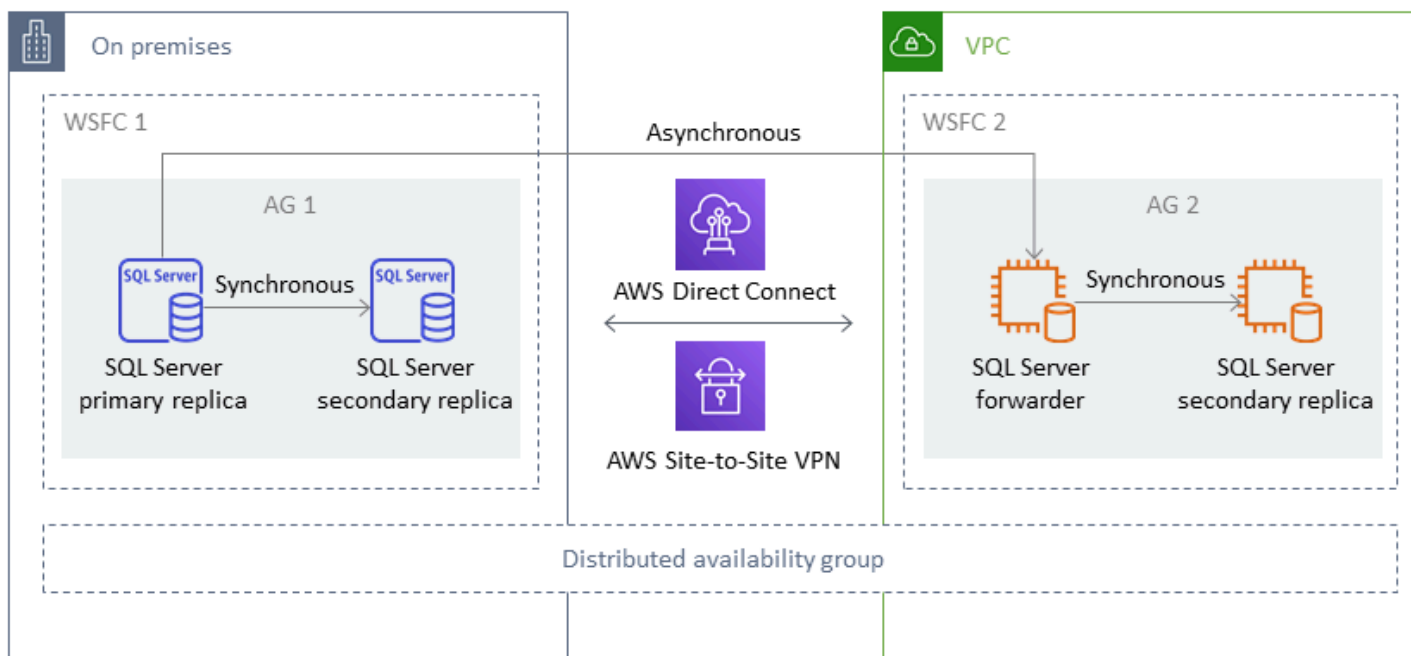 On premises
VPC
WSFC 1
WSFC 2
Asynchronous
AG 1
AG 2
SQL Server
Synchronous
SQL Server
Synchronous
AWS Direct Connect
SQL Server
primary replica
SQL Server
secondary replica
SQL Server
forwarder
SQL Server
secondary replica
AWS Site-to-Site VPN
Distributed availability group